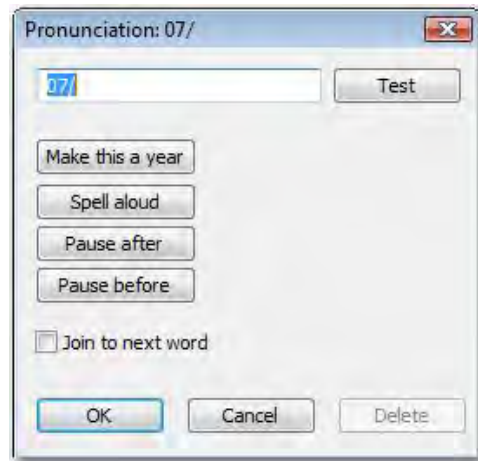 Pronunciation: 07/
07/
Test
Make this a year
Spell aloud
Pause after
Pause before
Join to next word
OK Cancel Delete